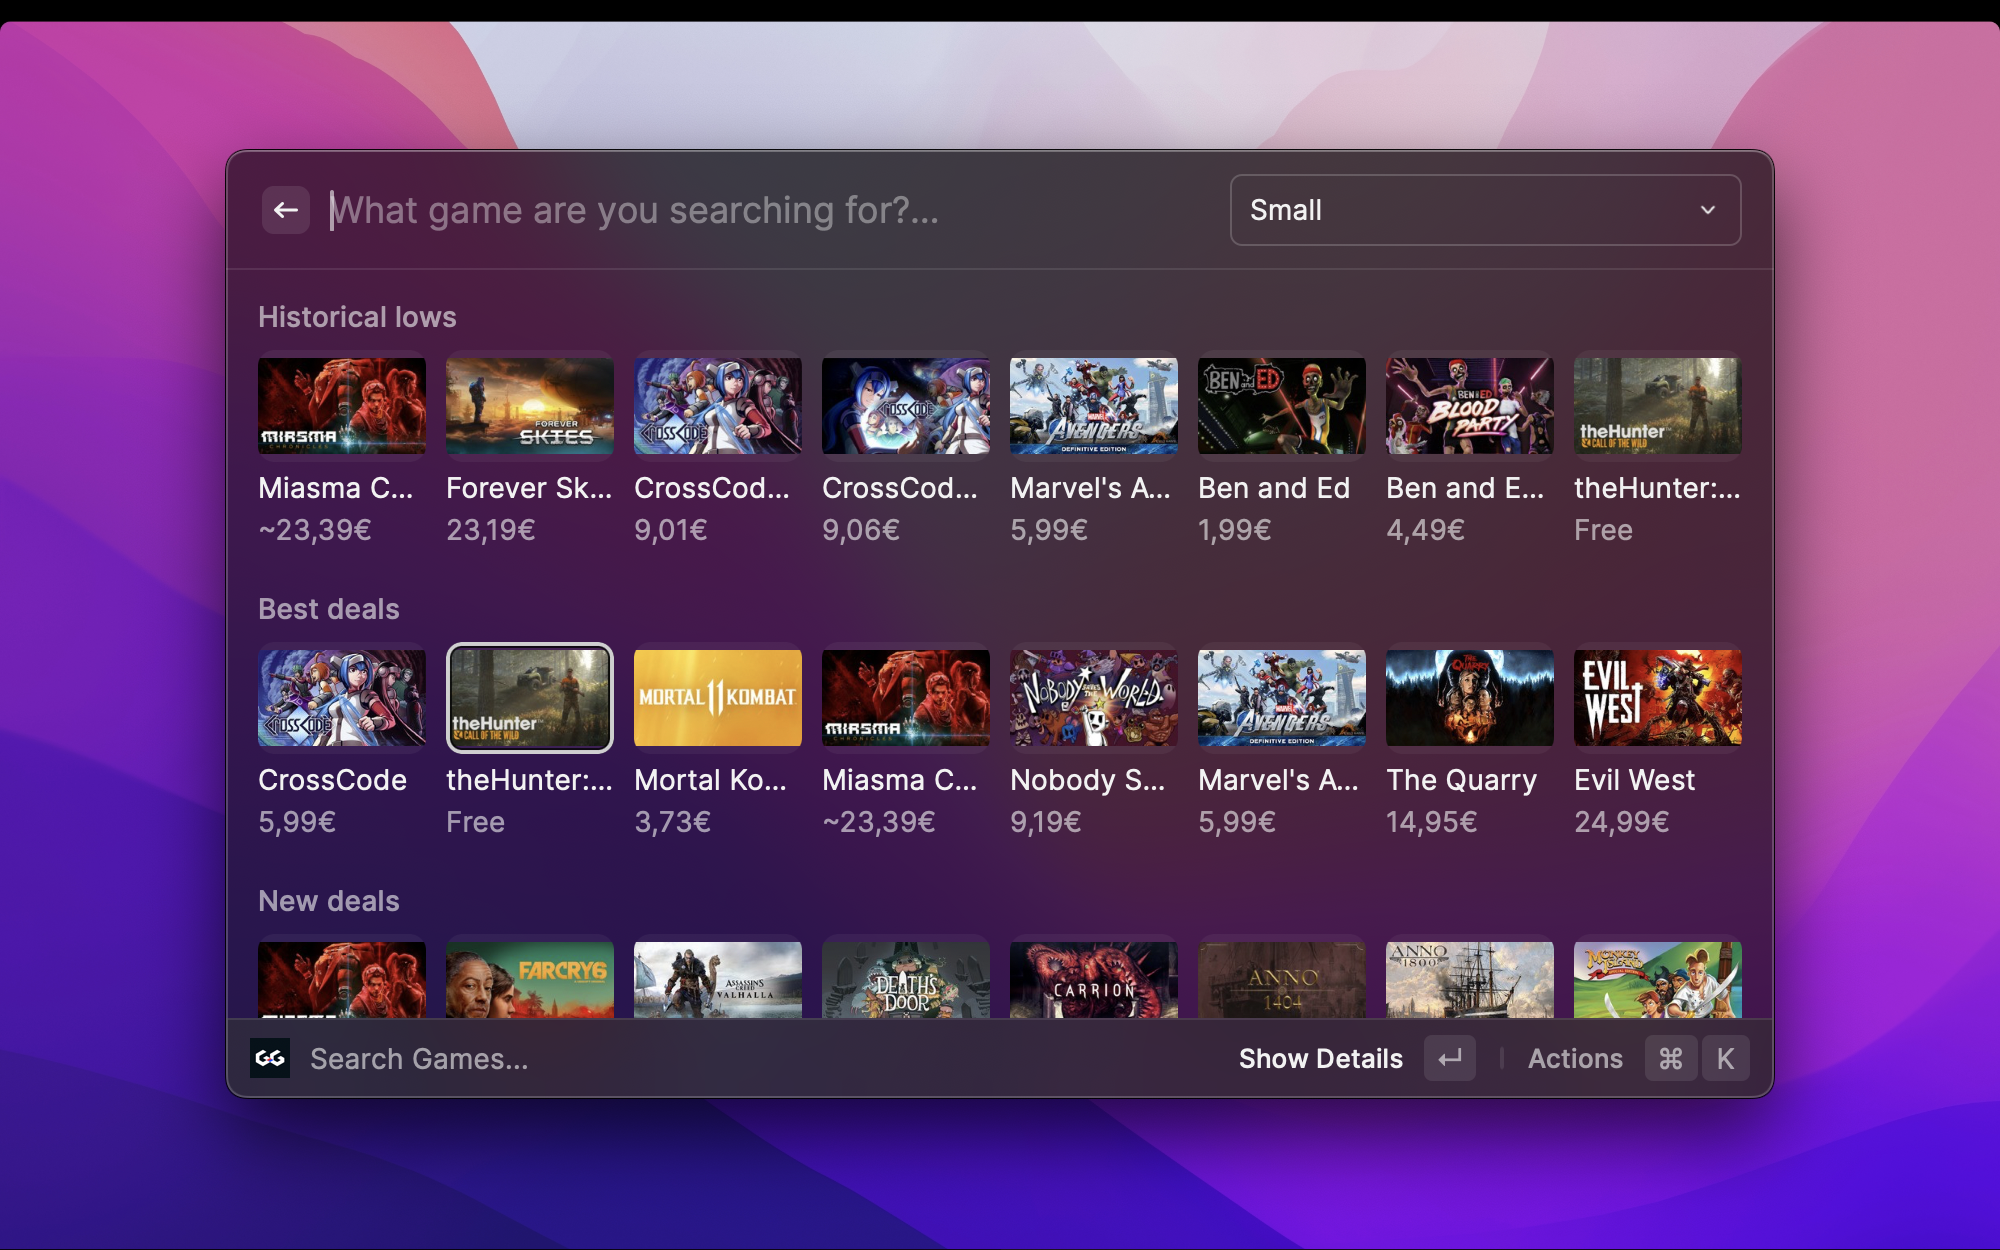 What game are you searching for?...
Small
Historical lows
MIASMA
CHRONICLES
FOREVER
SKIES
CROSSCODE
CROSSCODE
MARVEL
AVENGERS
DEFINITIVE EDITION
BEN and ED
BEN and ED
BLOOD
PARTY
theHunter
CALL OF THE WILD
Miasma C...
Forever Sk...
CrossCod...
CrossCod...
Marvel's A...
Ben and Ed
Ben and E...
theHunter:...
~23,39€
23,19€
9,01€
9,06€
5,99€
1,99€
4,49€
Free
Best deals
CROSSCODE
theHunter
CALL OF THE WILD
MORTAL 11 KOMBAT
MIASMA
CHRONICLES
NOBODY SAVES THE WORLD
AVENGERS
DEFINITIVE EDITION
THE QUARRY
EVIL
WEST
CrossCode
theHunter:...
Mortal Ko...
Miasma C...
Nobody S...
Marvel's A...
The Quarry
Evil West
5,99€
Free
3,73€
~23,39€
9,19€
5,99€
14,95€
24,99€
New deals
FARCRY6
ASSASSIN'S
CREED
VALHALLA
DEATH'S
DOOR
CARRION
ANNO
1404
ANNO
1800
MONKEY
ISLAND
GG
Search Games...
Show Details
↵
Actions
⌘
K